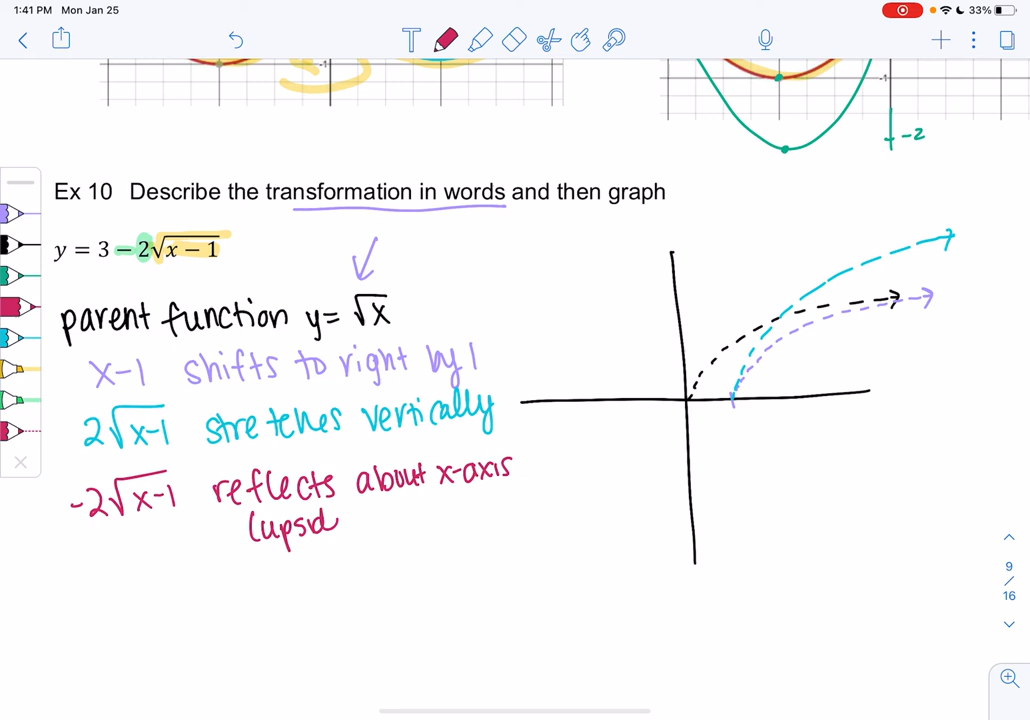 1:41 PM Mon Jan 25
33%
T
-1
-1
-2
Ex 10 Describe the transformation in words and then graph
y = 3 − 2√x − 1
parent function y= √x
x-1 shifts to right by 1
2√x-1 stretches vertically
-2√x-1 reflects about x-axis
(upsid
9
/
16